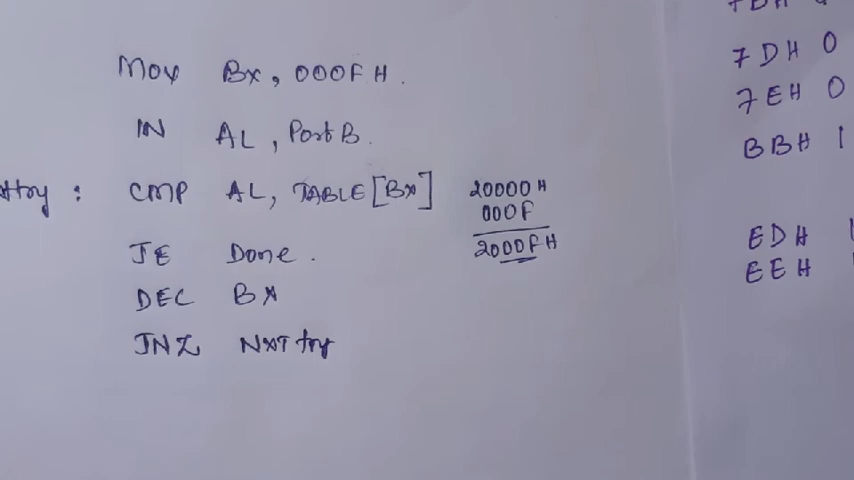 MOV BX, 000FH.
IN AL, Port B.
try : CMP AL, TABLE[BX]
JE Done.
DEC BX
JNZ NXT try
20000H
000F
2000FH
7DH 0
7EH 0
BBH 1
EDH
EEH